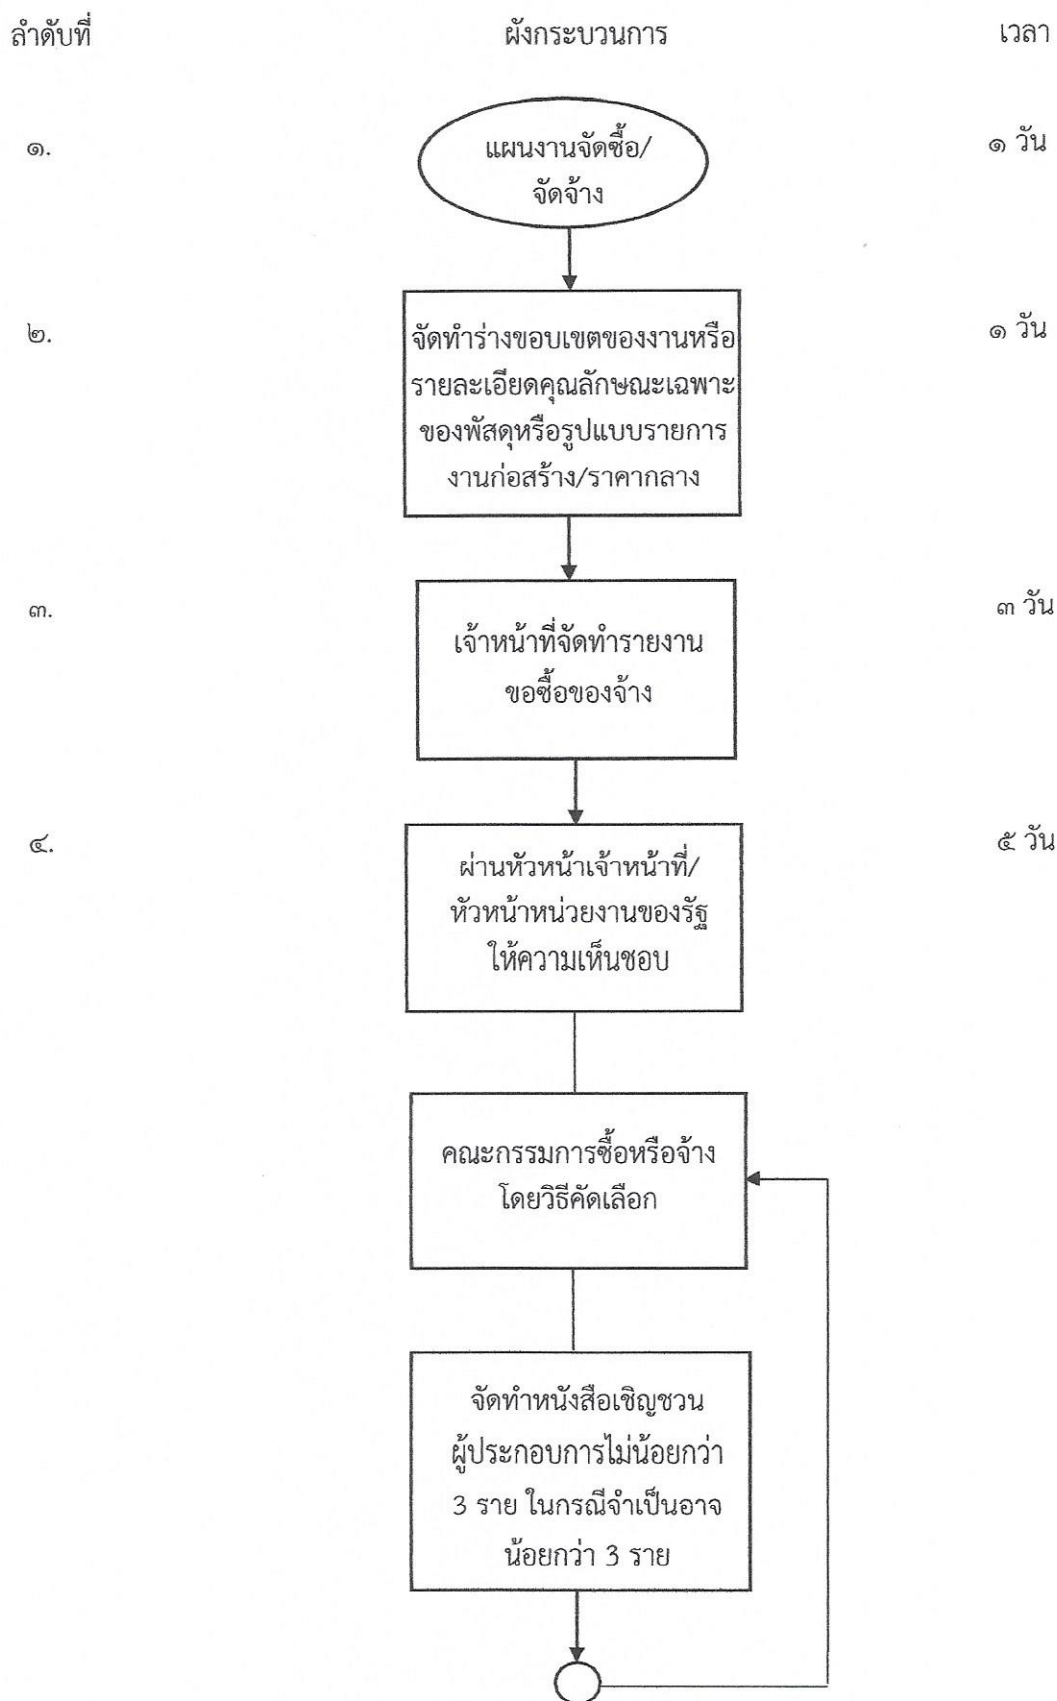 ลำดับที่ ผังกระบวนการ เวลา
๑. แผนงานจัดซื้อ/ ๑ วัน
จัดจ้าง
๒. จัดทำร่างขอบเขตของงานหรือ ๑ วัน
รายละเอียดคุณลักษณะเฉพาะ
ของพัสดุหรือรูปแบบรายการ
งานก่อสร้าง/ราคากลาง
๓. เจ้าหน้าที่จัดทำรายงาน ๓ วัน
ขอซื้อของจ้าง
๔. ผ่านหัวหน้าเจ้าหน้าที่/ ๕ วัน
หัวหน้าหน่วยงานของรัฐ
ให้ความเห็นชอบ
คณะกรรมการซื้อหรือจ้าง
โดยวิธีคัดเลือก
จัดทำหนังสือเชิญชวน
ผู้ประกอบการไม่น้อยกว่า
3 ราย ในกรณีจำเป็นอาจ
น้อยกว่า 3 ราย